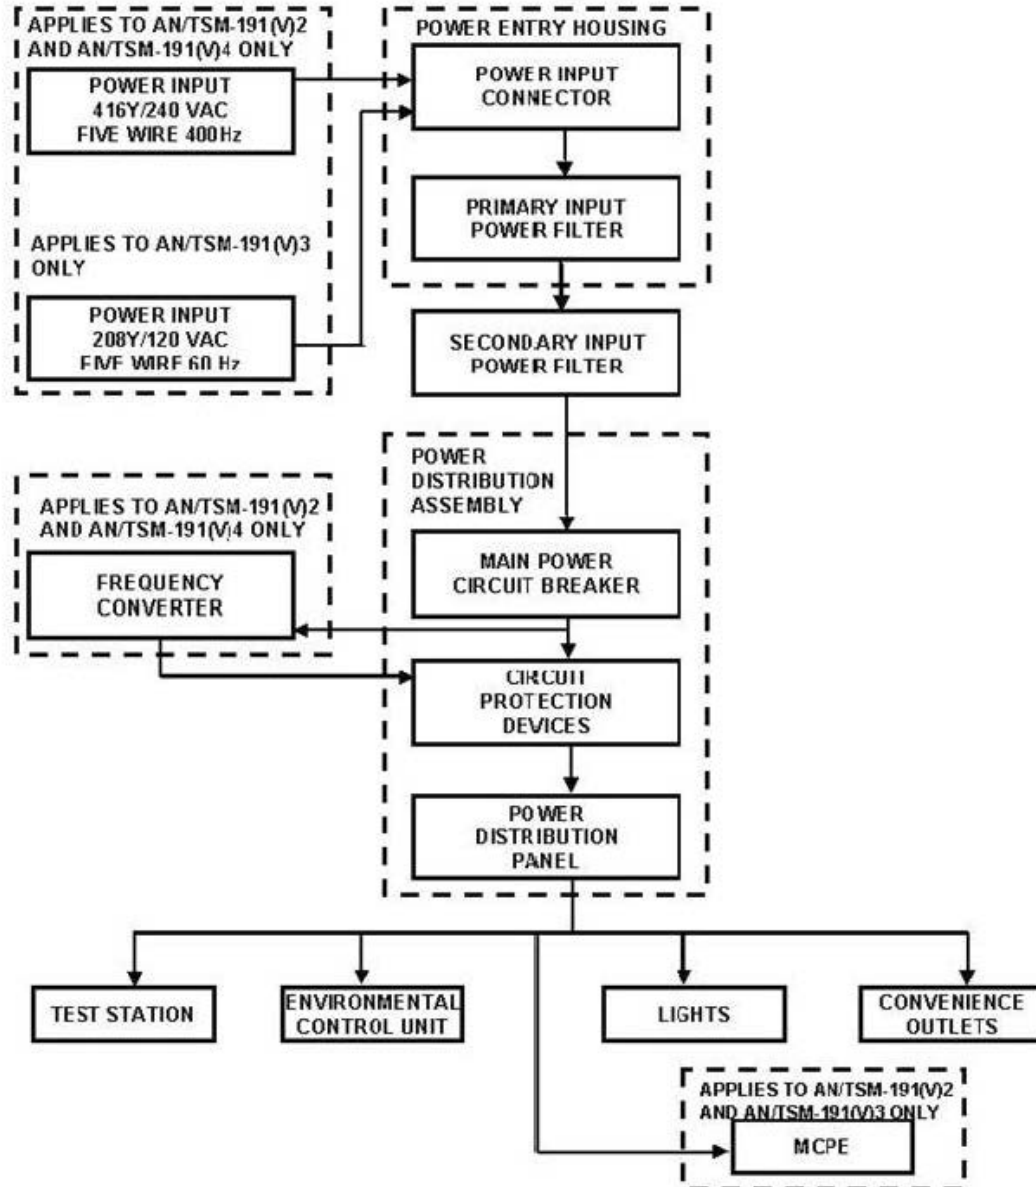 APPLIES TO AN/TSM-191(V)2
AND AN/TSM-191(V)4 ONLY
POWER INPUT
416Y/240 VAC
FIVE WIRE 400Hz
APPLIES TO AN/TSM-191(V)3
ONLY
POWER INPUT
208Y/120 VAC
FIVE WIRE 60 Hz
POWER ENTRY HOUSING
POWER INPUT
CONNECTOR
PRIMARY INPUT
POWER FILTER
SECONDARY INPUT
POWER FILTER
POWER
DISTRIBUTION
ASSEMBLY
MAIN POWER
CIRCUIT BREAKER
APPLIES TO AN/TSM-191(V)2
AND AN/TSM-191(V)4 ONLY
FREQUENCY
CONVERTER
CIRCUIT
PROTECTION
DEVICES
POWER
DISTRIBUTION
PANEL
TEST STATION
ENVIRONMENTAL
CONTROL UNIT
LIGHTS
CONVENIENCE
OUTLETS
APPLIES TO AN/TSM-191(V)2
AND AN/TSM-191(V)3 ONLY
MCPE